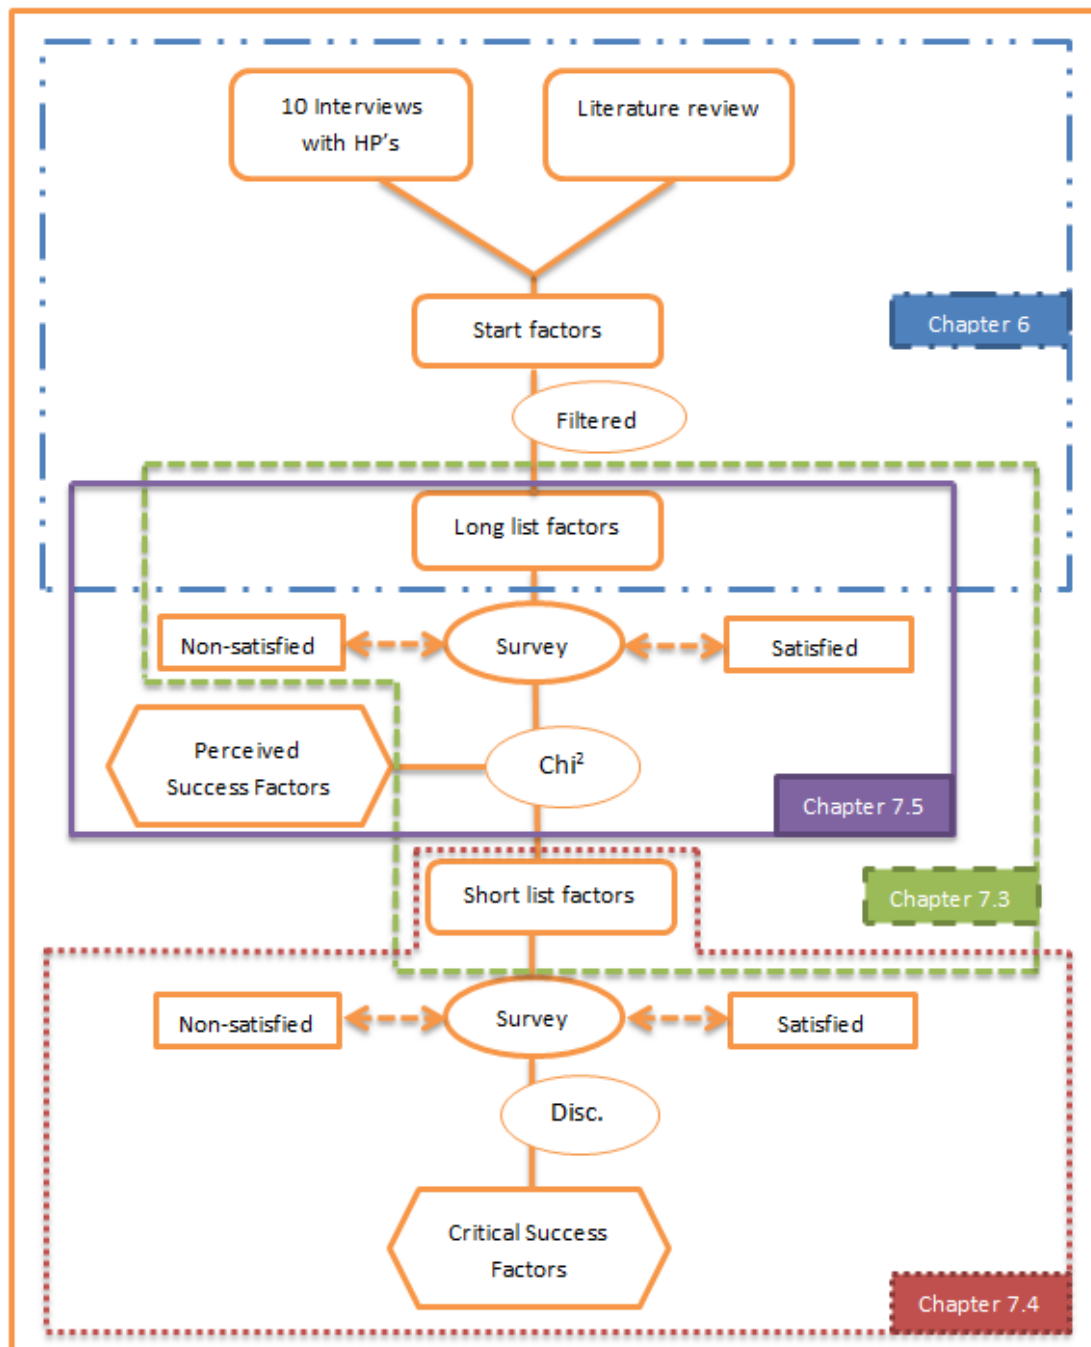 10 Interviews
with HP's
Literature review
Start factors
Chapter 6
Filtered
Long list factors
Non-satisfied
Survey
Satisfied
Perceived
Success Factors
Chi²
Chapter 7.5
Short list factors
Chapter 7.3
Non-satisfied
Survey
Satisfied
Disc.
Critical Success
Factors
Chapter 7.4